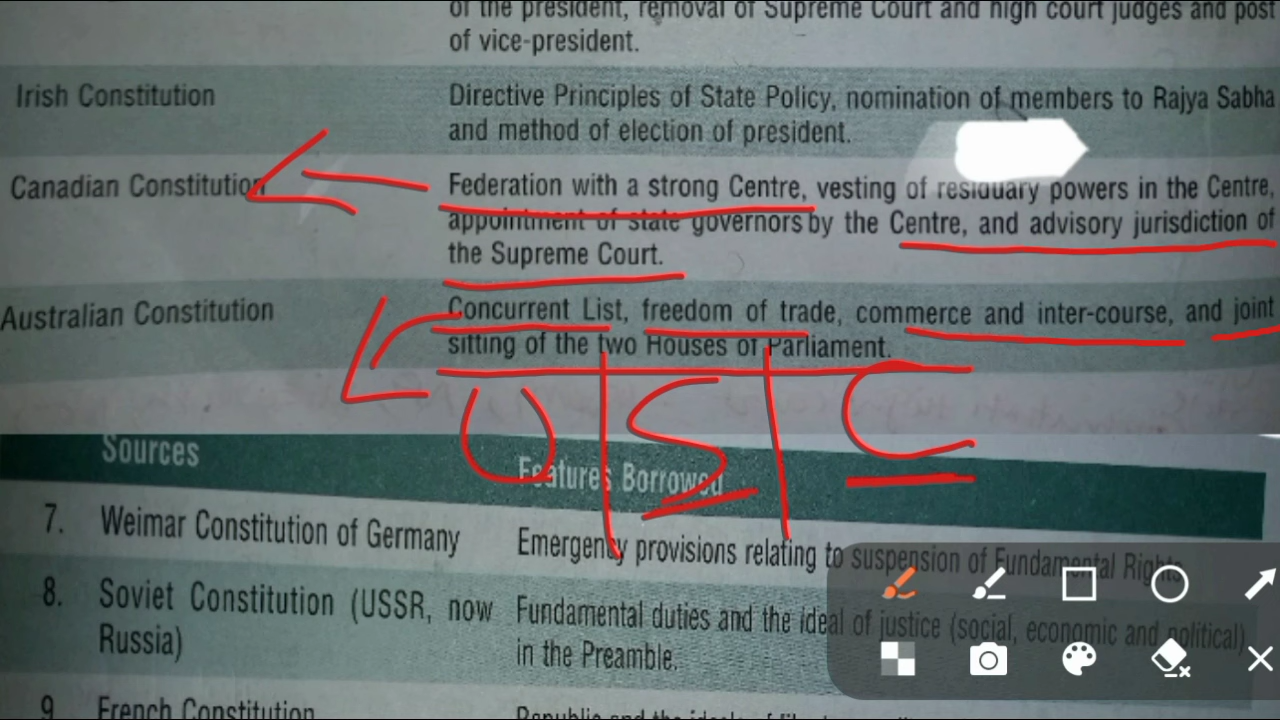 of the president, removal of Supreme Court and high court judges and post
of vice-president.
Irish Constitution
Directive Principles of State Policy, nomination of members to Rajya Sabha
and method of election of president.
Canadian Constitution
Federation with a strong Centre, vesting of residuary powers in the Centre,
appointment of state governors by the Centre, and advisory jurisdiction of
the Supreme Court.
Australian Constitution
Concurrent List, freedom of trade, commerce and inter-course, and joint
sitting of the two Houses of Parliament.
U S C
Sources
Features Borrowed
7. Weimar Constitution of Germany
Emergency provisions relating to suspension of Fundamental Rights
8. Soviet Constitution (USSR, now
Russia)
Fundamental duties and the ideal of justice (social, economic and political)
in the Preamble.
9 French Constitution
Republic and the ideals of